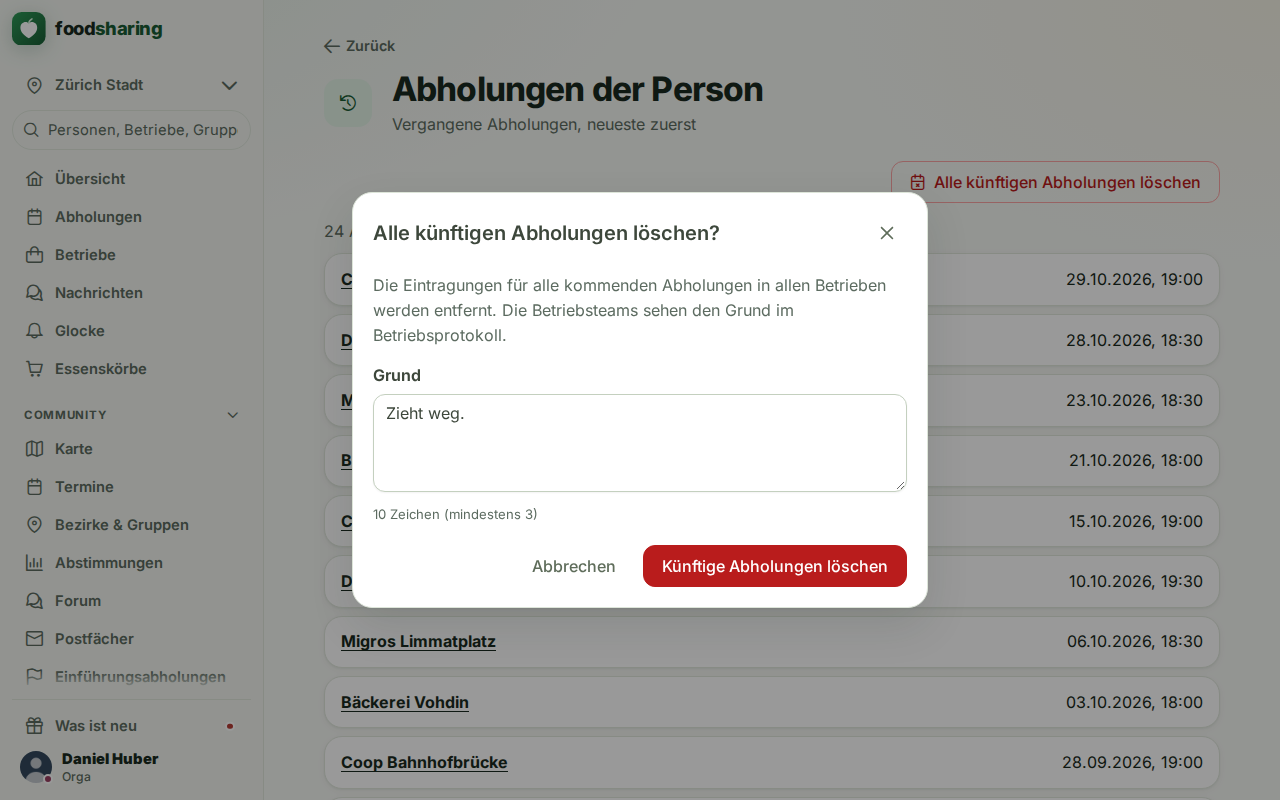 foodsharing
Zürich Stadt
Personen, Betriebe, Grupp
Übersicht
Abholungen
Betriebe
Nachrichten
Glocke
Essenskörbe
COMMUNITY
Karte
Termine
Bezirke & Gruppen
Abstimmungen
Forum
Postfächer
Einführungsabholungen
Was ist neu
Daniel Huber
Orga
Zurück
Abholungen der Person
Vergangene Abholungen, neueste zuerst
Alle künftigen Abholungen löschen
24
29.10.2026, 19:00
28.10.2026, 18:30
23.10.2026, 18:30
21.10.2026, 18:00
15.10.2026, 19:00
10.10.2026, 19:30
Migros Limmatplatz 06.10.2026, 18:30
Bäckerei Vohdin 03.10.2026, 18:00
Coop Bahnhofbrücke 28.09.2026, 19:00
Alle künftigen Abholungen löschen?
Die Eintragungen für alle kommenden Abholungen in allen Betrieben
werden entfernt. Die Betriebsteams sehen den Grund im
Betriebsprotokoll.
Grund
Zieht weg.
10 Zeichen (mindestens 3)
Abbrechen
Künftige Abholungen löschen